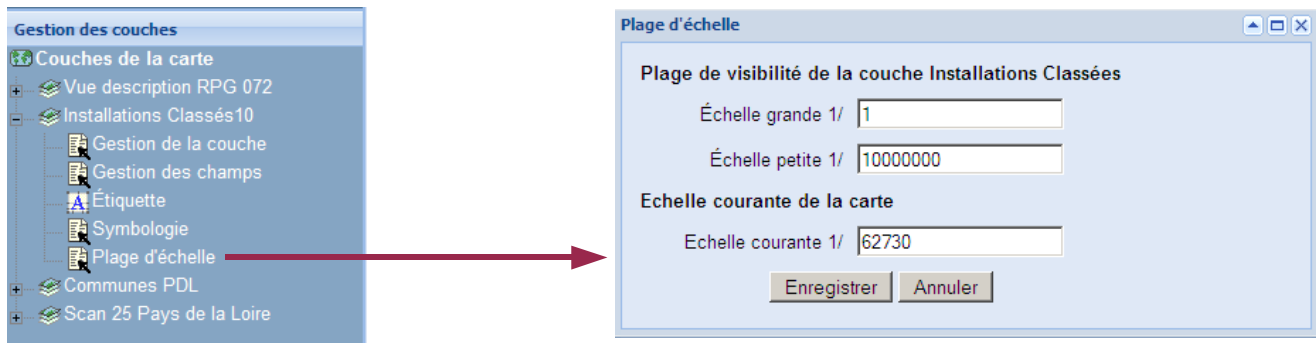 Gestion des couches
Couches de la carte
Vue description RPG 072
Installations Classés10
Gestion de la couche
Gestion des champs
A Étiquette
Symbologie
Plage d'échelle
Communes PDL
Scan 25 Pays de la Loire
Plage d'échelle
Plage de visibilité de la couche Installations Classées
Échelle grande 1/ 1
Échelle petite 1/ 10000000
Echelle courante de la carte
Echelle courante 1/ 62730
Enregistrer Annuler